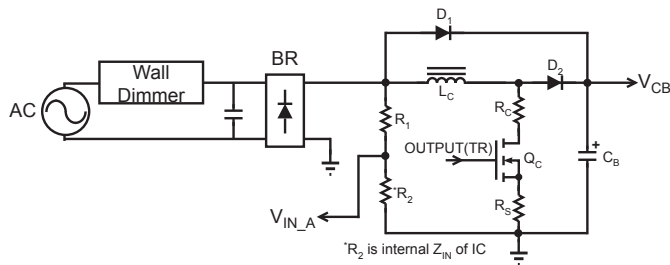 D1
BR
Wall
Dimmer
D2
VCB
AC
LC
R1
RC
OUTPUT(TR)
QC
+
CB
*R2
RS
VIN_A
*R2 is internal ZIN of IC